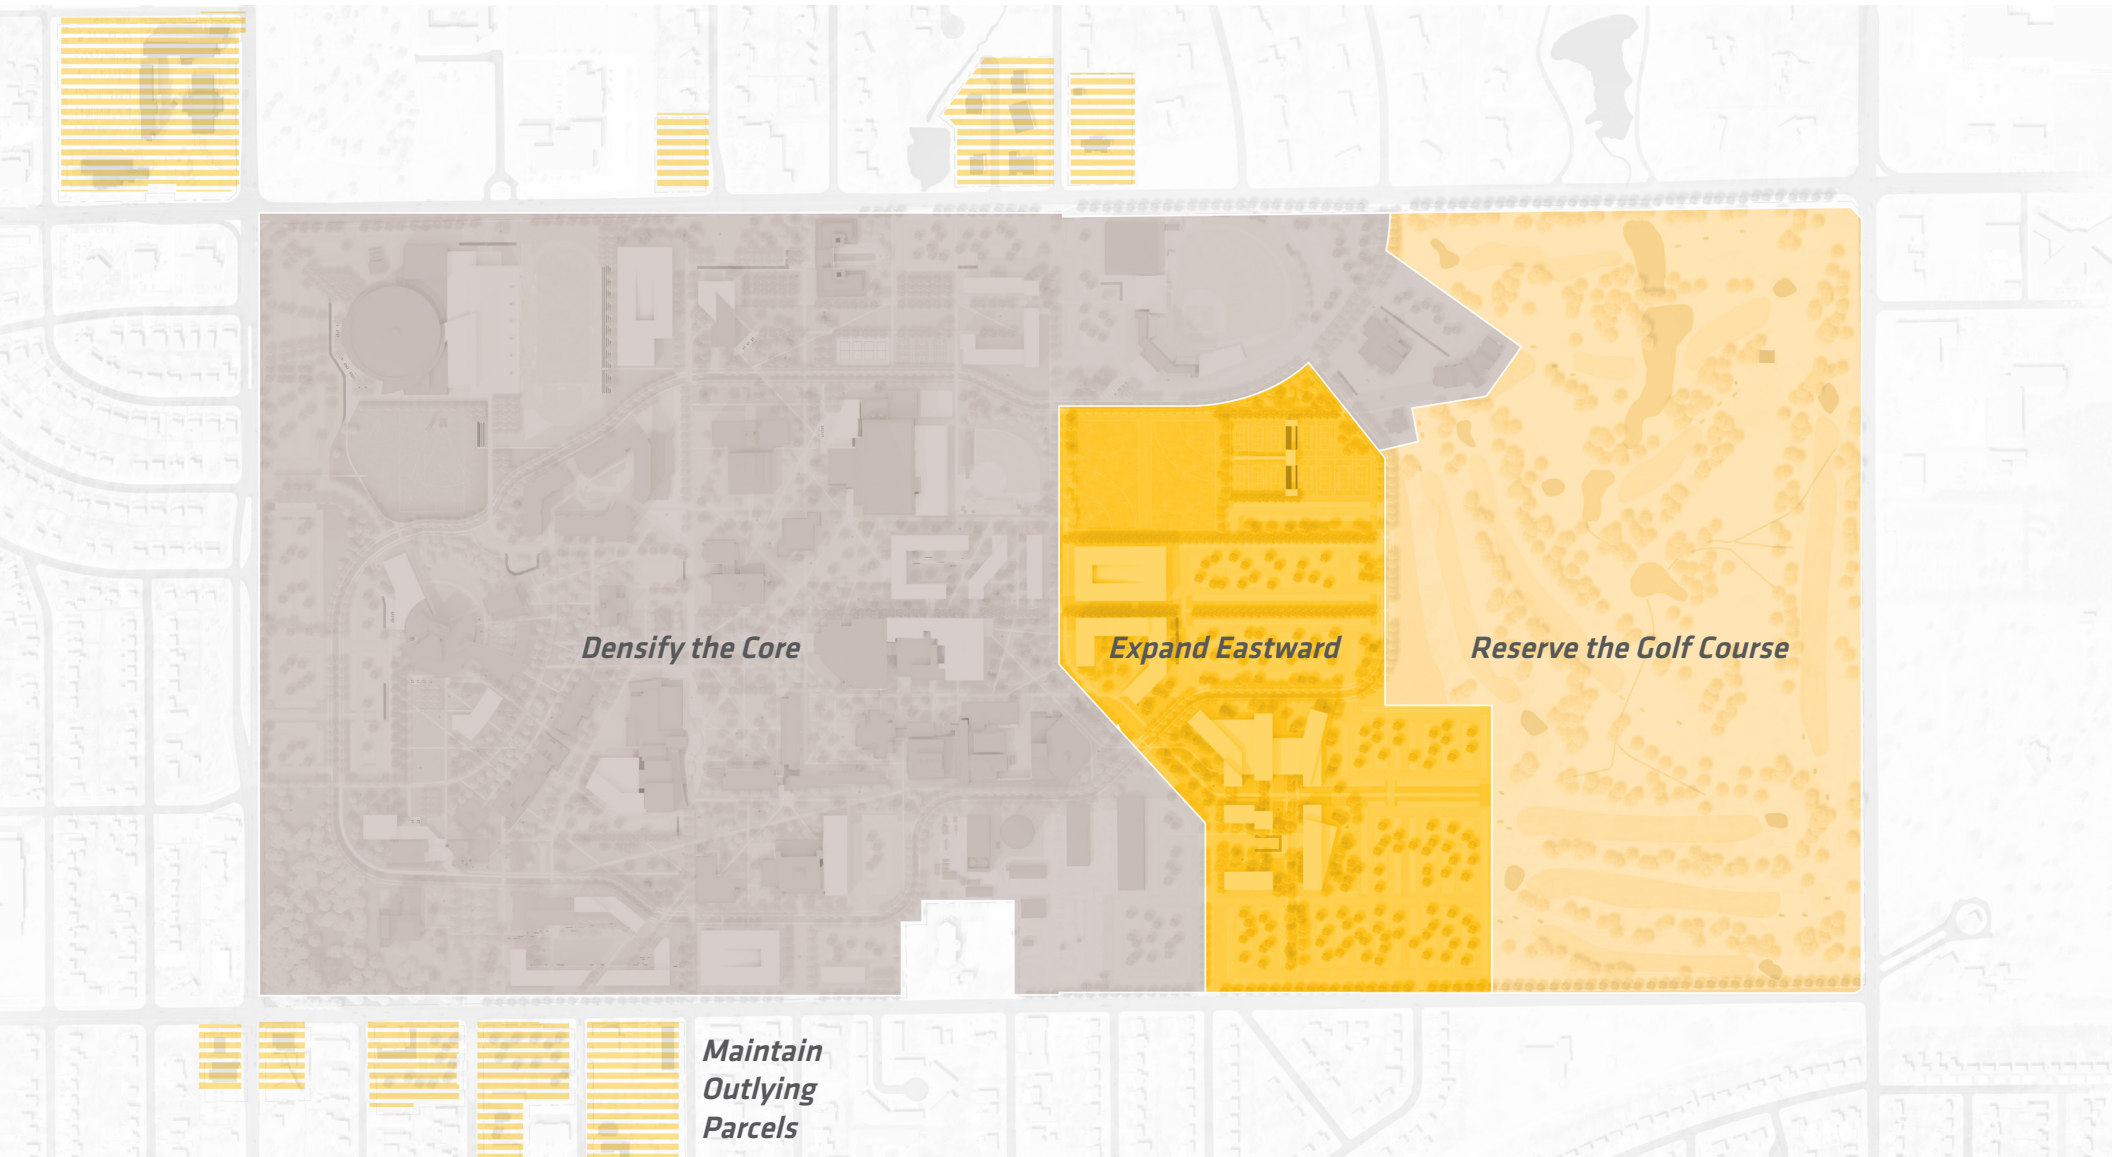 Densify the Core
Expand Eastward
Reserve the Golf Course
Maintain
Outlying
Parcels